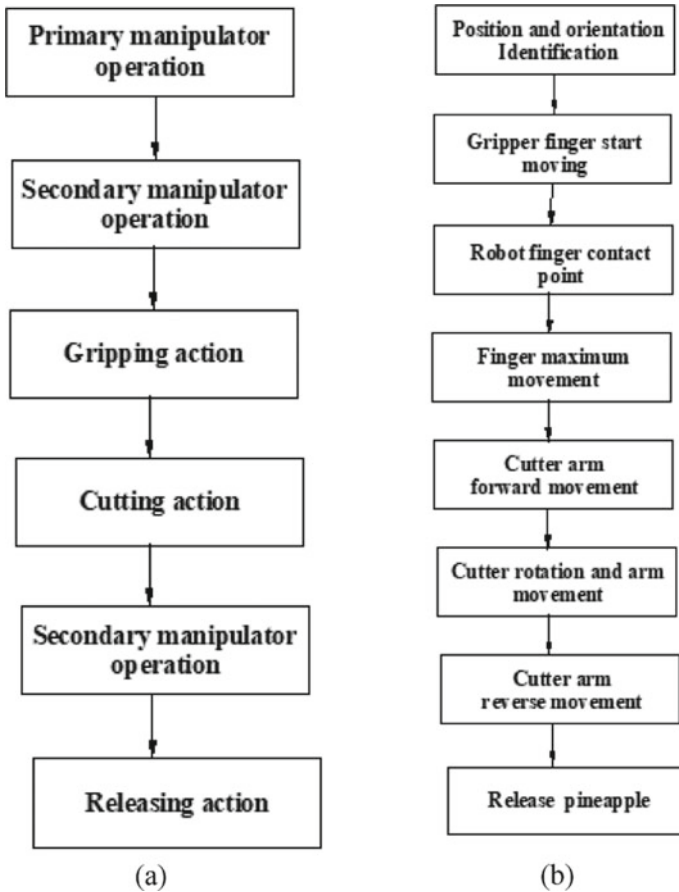 Primary manipulator
operation
Secondary manipulator
operation
Gripping action
Cutting action
Secondary manipulator
operation
Releasing action
(a)
Position and orientation
Identification
Gripper finger start
moving
Robot finger contact
point
Finger maximum
movement
Cutter arm
forward movement
Cutter rotation and arm
movement
Cutter arm
reverse movement
Release pineapple
(b)